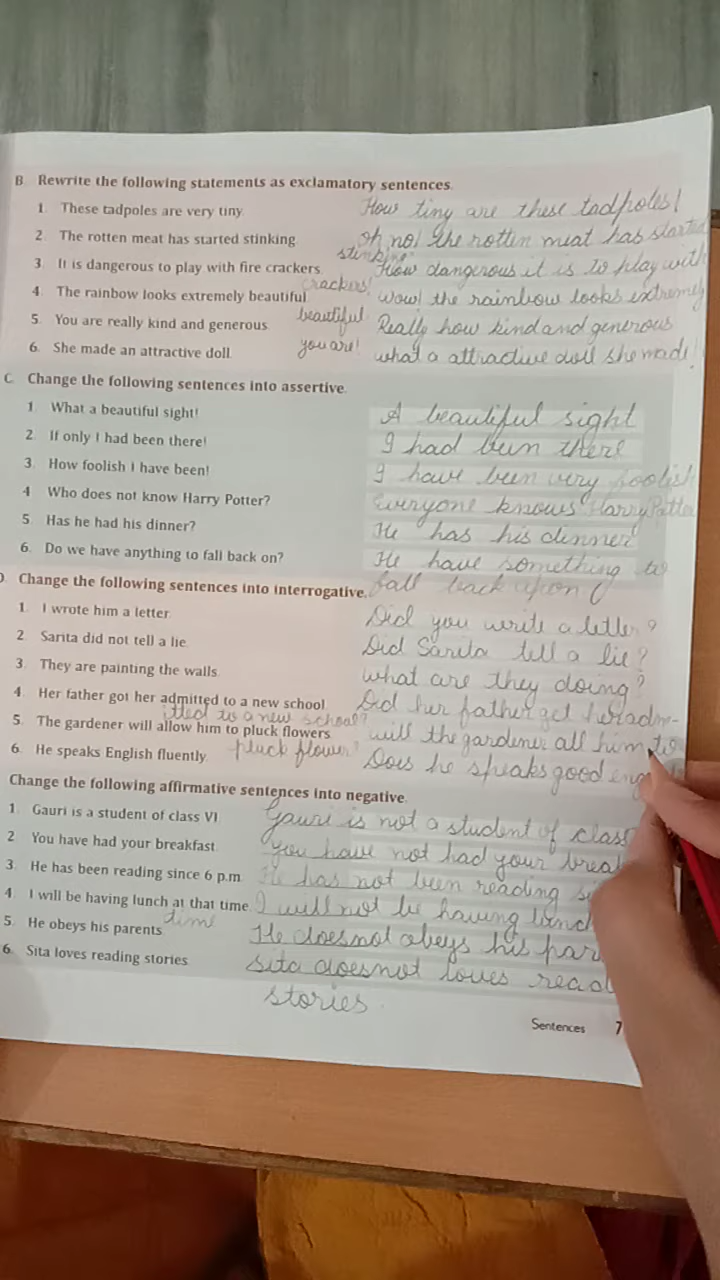 B Rewrite the following statements as exclamatory sentences.
1 These tadpoles are very tiny How tiny are these tadpoles!
2 The rotten meat has started stinking Oh no! the rotten meat has started
stinking
3. It is dangerous to play with fire crackers. How dangerous it is to play with
crackers!
4. The rainbow looks extremely beautiful. Wow! the rainbow looks extremely
beautiful
5. You are really kind and generous. Really how kind and generous
you are!
6. She made an attractive doll. what a attractive doll she made!
C. Change the following sentences into assertive.
1 What a beautiful sight! A beautiful sight
2. If only I had been there! I had been there
3. How foolish I have been! I have been very foolish
4 Who does not know Harry Potter? Everyone knows Harry Potter
5. Has he had his dinner? He has his dinner
6. Do we have anything to fall back on? He have something to
fall back upon
D. Change the following sentences into interrogative.
1. I wrote him a letter. Did you write a letter?
2 Sarita did not tell a lie. Did Sarita tell a lie?
3. They are painting the walls. what are they doing?
4. Her father got her admitted to a new school. Did her father get her adm-
itted to a new school?
5. The gardener will allow him to pluck flowers will the gardener all him to
pluck flower?
6. He speaks English fluently. Does he speaks good eng
Change the following affirmative sentences into negative.
1. Gauri is a student of class VI. Gauri is not a student of class
2 You have had your breakfast. you have not had your break
3. He has been reading since 6 p.m. He has not been reading si
4. I will be having lunch at that time. I will not be having lunch
time
5. He obeys his parents. He doesnot obeys his par
6. Sita loves reading stories. Sita doesnot loves read
stories.
Sentences 7